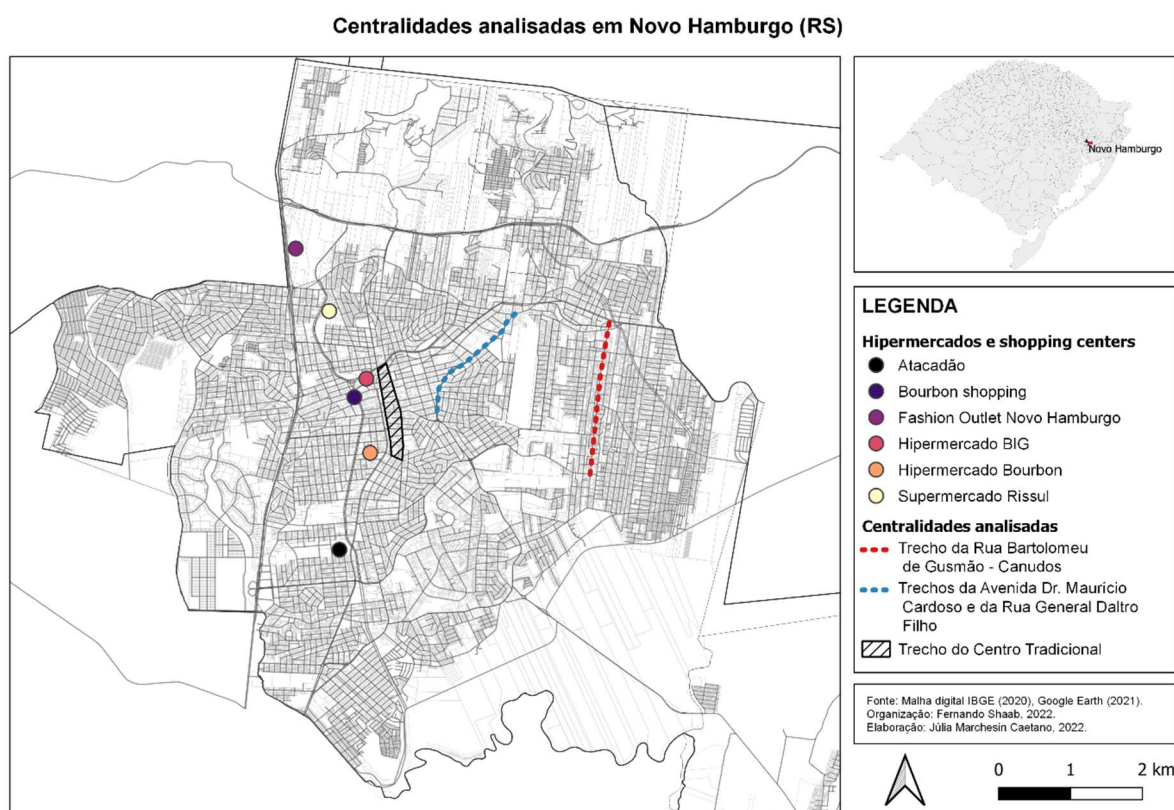 Centralidades analisadas em Novo Hamburgo (RS)
Novo Hamburgo
LEGENDA
Hipermercados e shopping centers
Atacadão
Bourbon shopping
Fashion Outlet Novo Hamburgo
Hipermercado BIG
Hipermercado Bourbon
Supermercado Rissul
Centralidades analisadas
Trecho da Rua Bartolomeu
de Gusmão - Canudos
Trechos da Avenida Dr. Maurício
Cardoso e da Rua General Daltro
Filho
Trecho do Centro Tradicional
Fonte: Malha digital IBGE (2020), Google Earth (2021).
Organização: Fernando Shaab, 2022.
Elaboração: Júlia Marchesin Caetano, 2022.
0 1 2 km